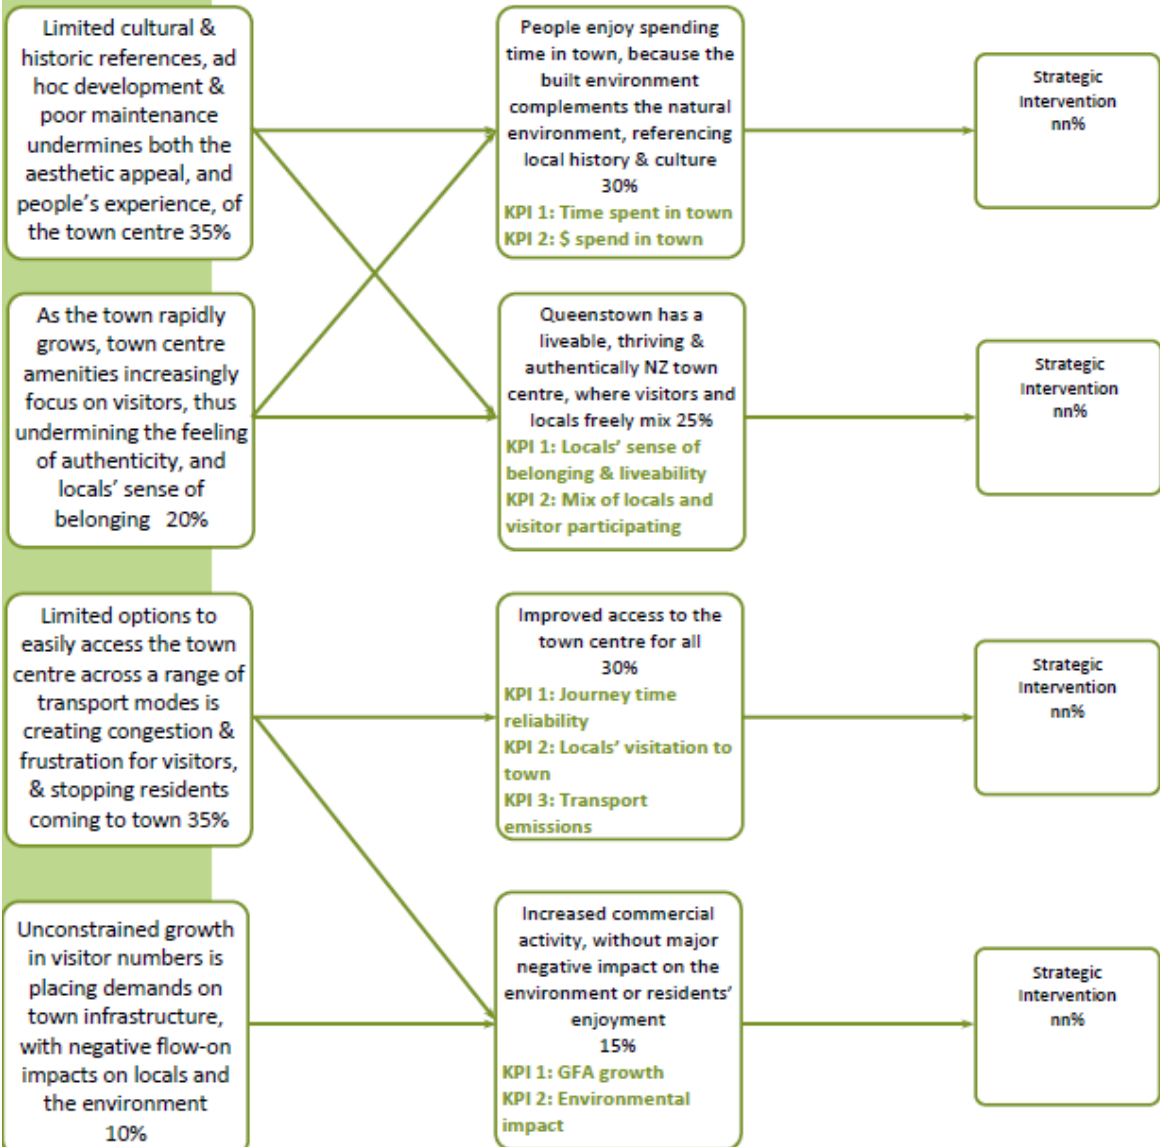 Limited cultural &
historic references, ad
hoc development &
poor maintenance
undermines both the
aesthetic appeal, and
people's experience, of
the town centre 35%
People enjoy spending
time in town, because the
built environment
complements the natural
environment, referencing
local history & culture
30%
KPI 1: Time spent in town
KPI 2: $ spend in town
Strategic
Intervention
nn%
As the town rapidly
grows, town centre
amenities increasingly
focus on visitors, thus
undermining the feeling
of authenticity, and
locals' sense of
belonging 20%
Queenstown has a
liveable, thriving &
authentically NZ town
centre, where visitors and
locals freely mix 25%
KPI 1: Locals' sense of
belonging & liveability
KPI 2: Mix of locals and
visitor participating
Strategic
Intervention
nn%
Limited options to
easily access the town
centre across a range of
transport modes is
creating congestion &
frustration for visitors,
& stopping residents
coming to town 35%
Improved access to the
town centre for all
30%
KPI 1: Journey time
reliability
KPI 2: Locals' visitation to
town
KPI 3: Transport
emissions
Strategic
Intervention
nn%
Unconstrained growth
in visitor numbers is
placing demands on
town infrastructure,
with negative flow-on
impacts on locals and
the environment
10%
Increased commercial
activity, without major
negative impact on the
environment or residents'
enjoyment
15%
KPI 1: GFA growth
KPI 2: Environmental
impact
Strategic
Intervention
nn%